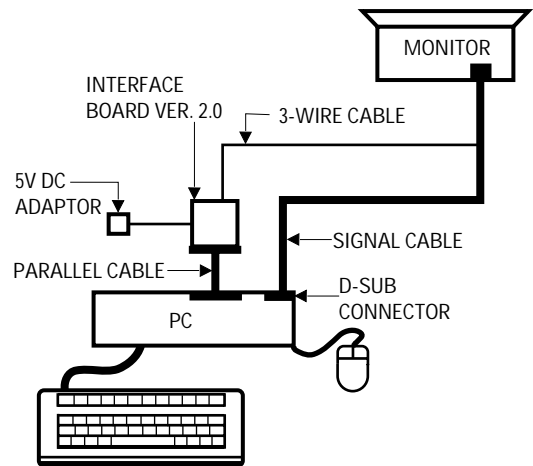 MONITOR
INTERFACE
BOARD VER. 2.0
3-WIRE CABLE
5V DC
ADAPTOR
SIGNAL CABLE
PARALLEL CABLE
D-SUB
CONNECTOR
PC